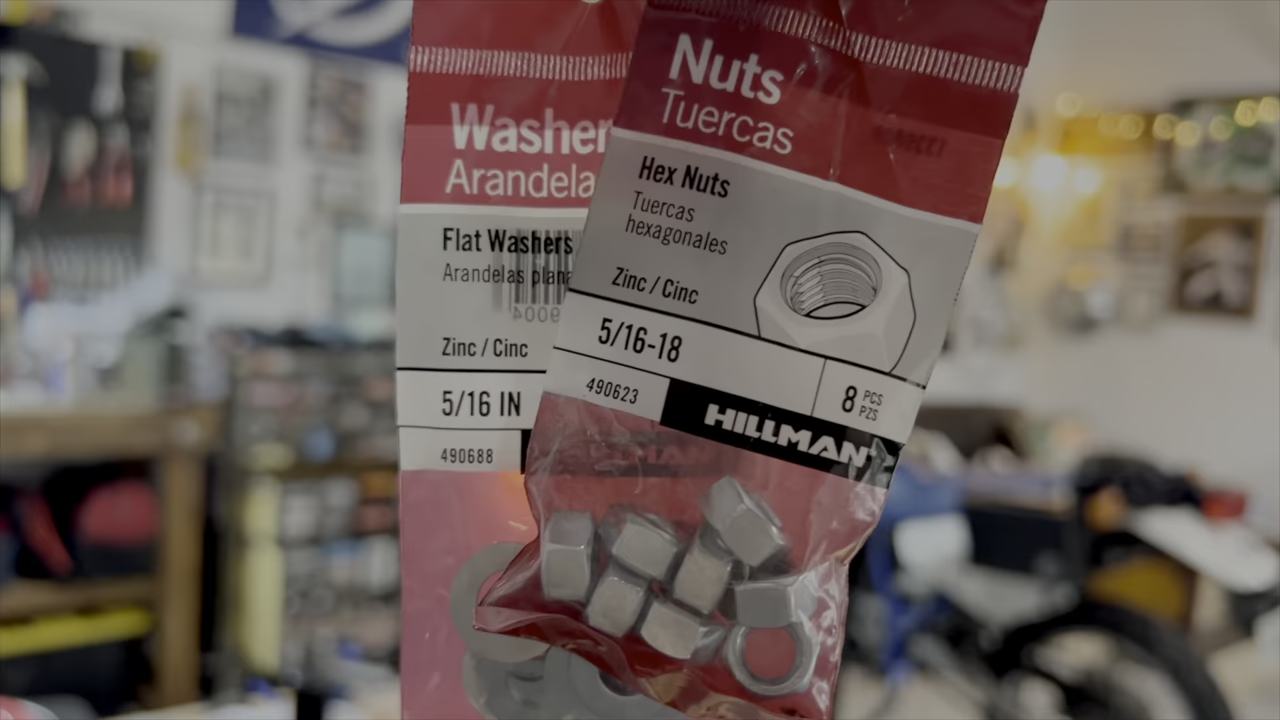 Washer
Arandela
Flat Washers
Arandelas plana
Zinc / Cinc
5/16 IN
490688
Nuts
Tuercas
Hex Nuts
Tuercas
hexagonales
Zinc / Cinc
5/16-18
8 PCS
PZS
490623
HILLMAN